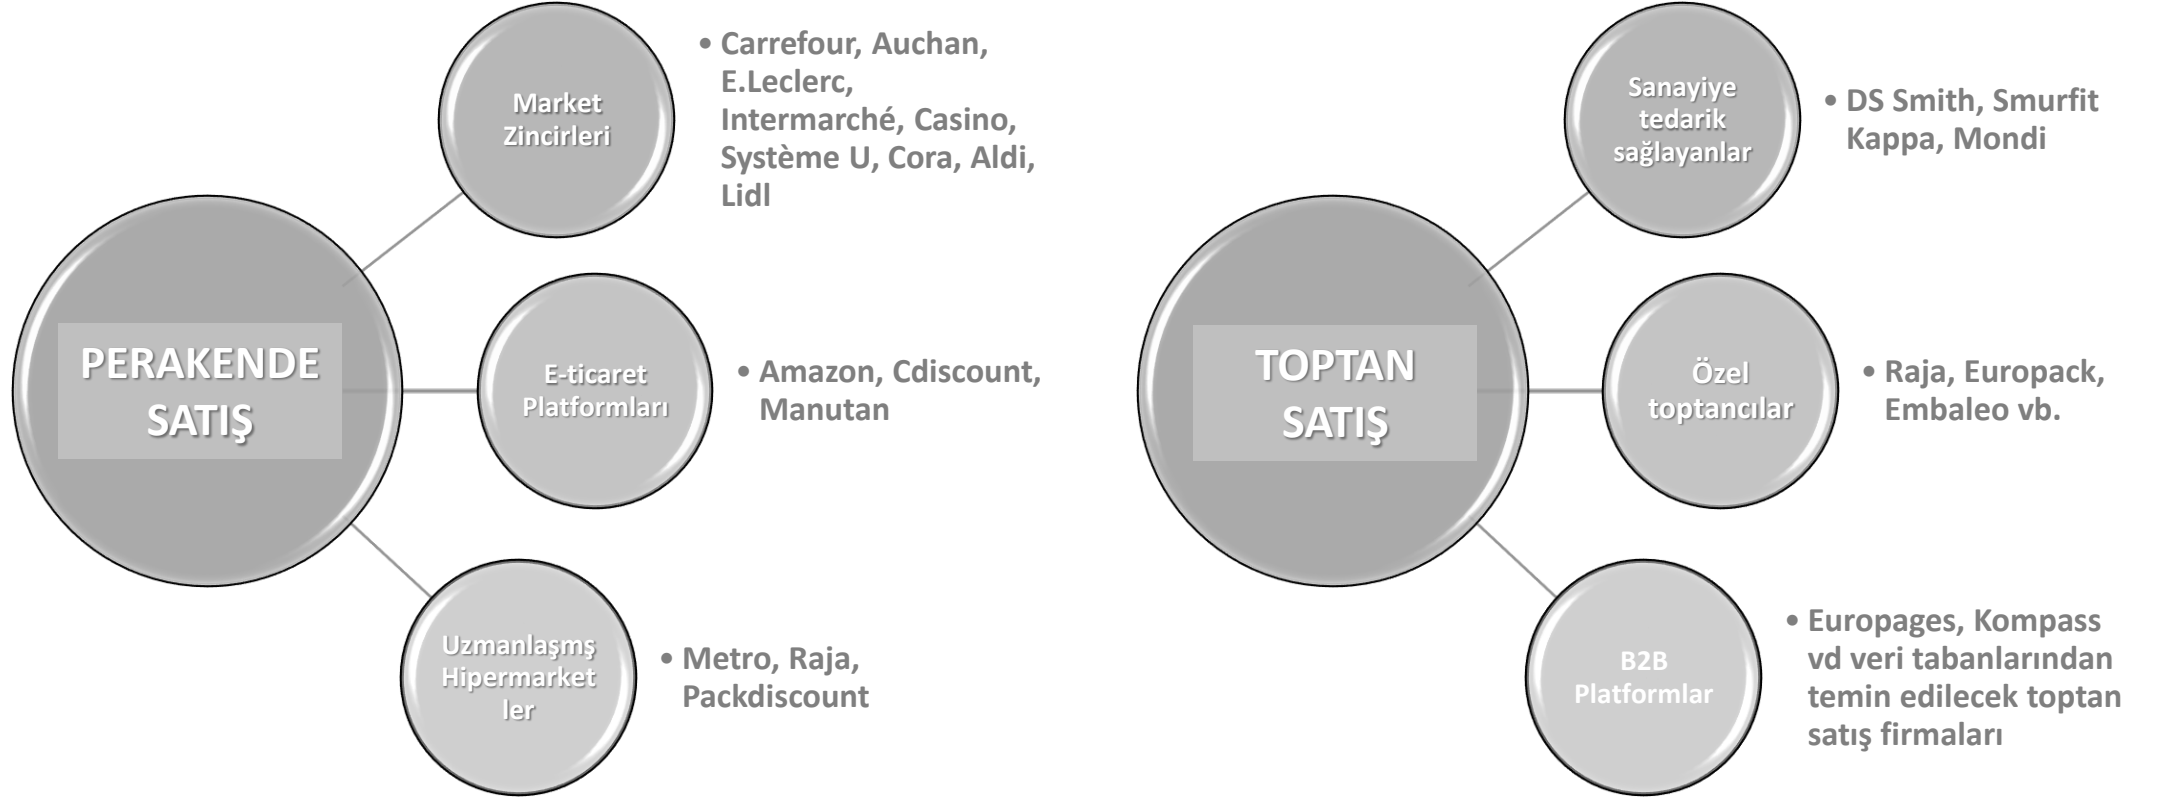 PERAKENDE
SATIŞ
Market
Zincirleri
• Carrefour, Auchan,
E.Leclerc,
Intermarché, Casino,
Système U, Cora, Aldi,
Lidl
E-ticaret
Platformları
• Amazon, Cdiscount,
Manutan
Uzmanlaşmş
Hipermarket
ler
• Metro, Raja,
Packdiscount
TOPTAN
SATIŞ
Sanayiye
tedarik
sağlayanlar
• DS Smith, Smurfit
Kappa, Mondi
Özel
toptancılar
• Raja, Europack,
Embaleo vb.
B2B
Platformlar
• Europages, Kompass
vd veri tabanlarından
temin edilecek toptan
satış firmaları